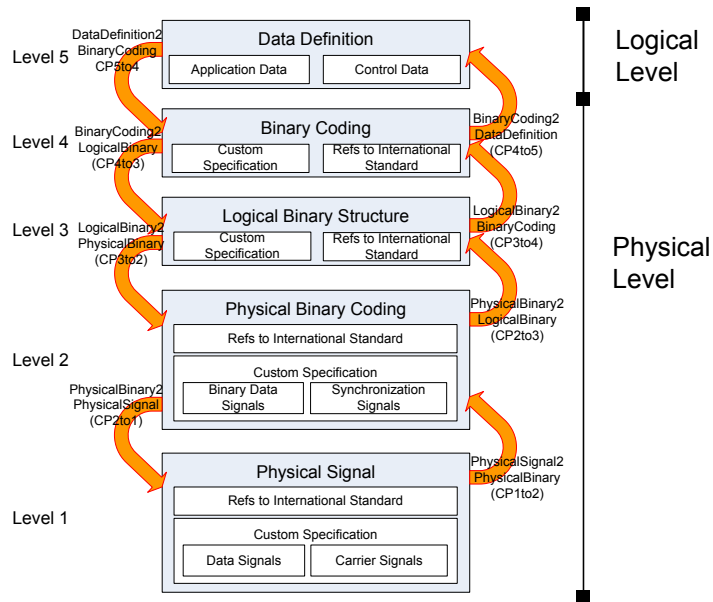 DataDefinition2
BinaryCoding
CP5to4
Level 5
Data Definition
Application Data
Control Data
Logical
Level
Level 4
BinaryCoding2
LogicalBinary
(CP4to3)
Binary Coding
Custom
Specification
Refs to International
Standard
BinaryCoding2
DataDefinition
(CP4to5)
Level 3
LogicalBinary2
PhysicalBinary
(CP3to2)
Logical Binary Structure
Custom
Specification
Refs to International
Standard
LogicalBinary2
BinaryCoding
(CP3to4)
Physical
Level
Level 2
Physical Binary Coding
Refs to International Standard
Custom Specification
Binary Data
Signals
Synchronization
Signals
PhysicalBinary2
LogicalBinary
(CP2to3)
PhysicalBinary2
PhysicalSignal
(CP2to1)
Level 1
Physical Signal
Refs to International Standard
Custom Specification
Data Signals
Carrier Signals
PhysicalSignal2
PhysicalBinary
(CP1to2)